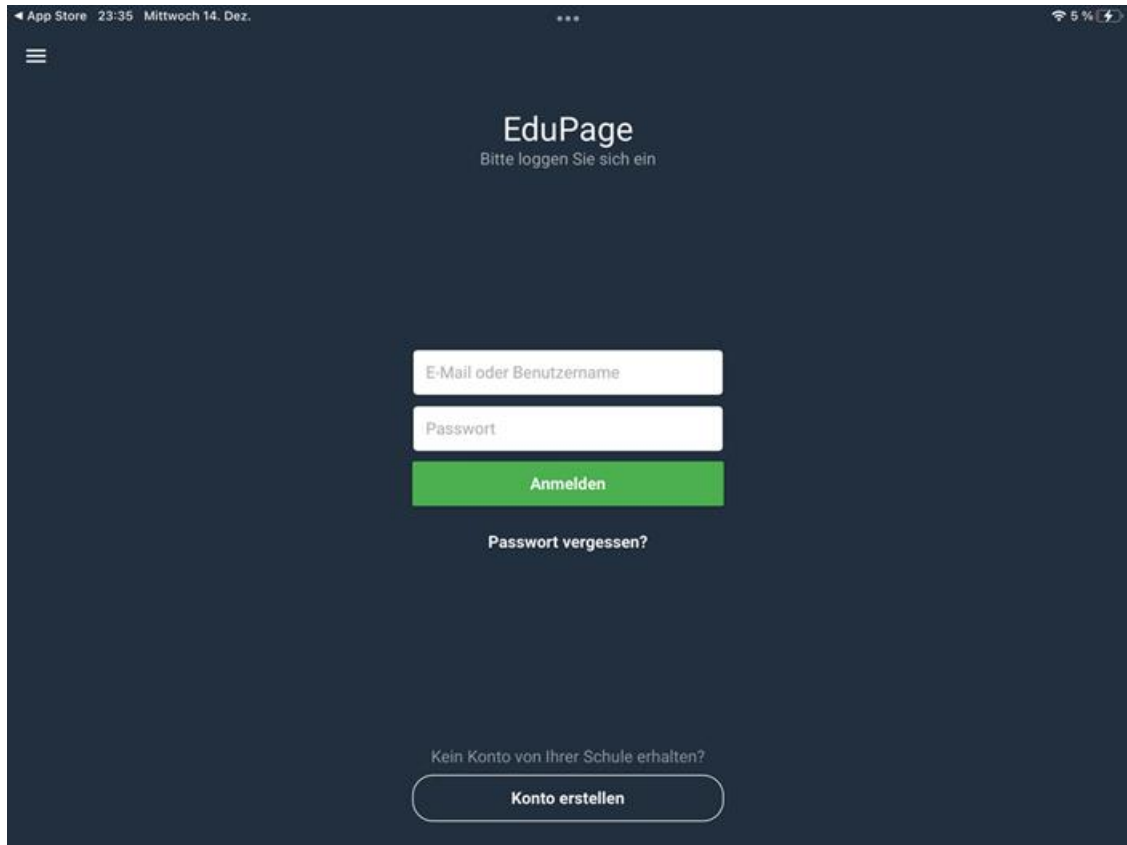 App Store 23:35 Mittwoch 14. Dez. 5 %
EduPage
Bitte loggen Sie sich ein
E-Mail oder Benutzername
Passwort
Anmelden
Passwort vergessen?
Kein Konto von Ihrer Schule erhalten?
Konto erstellen